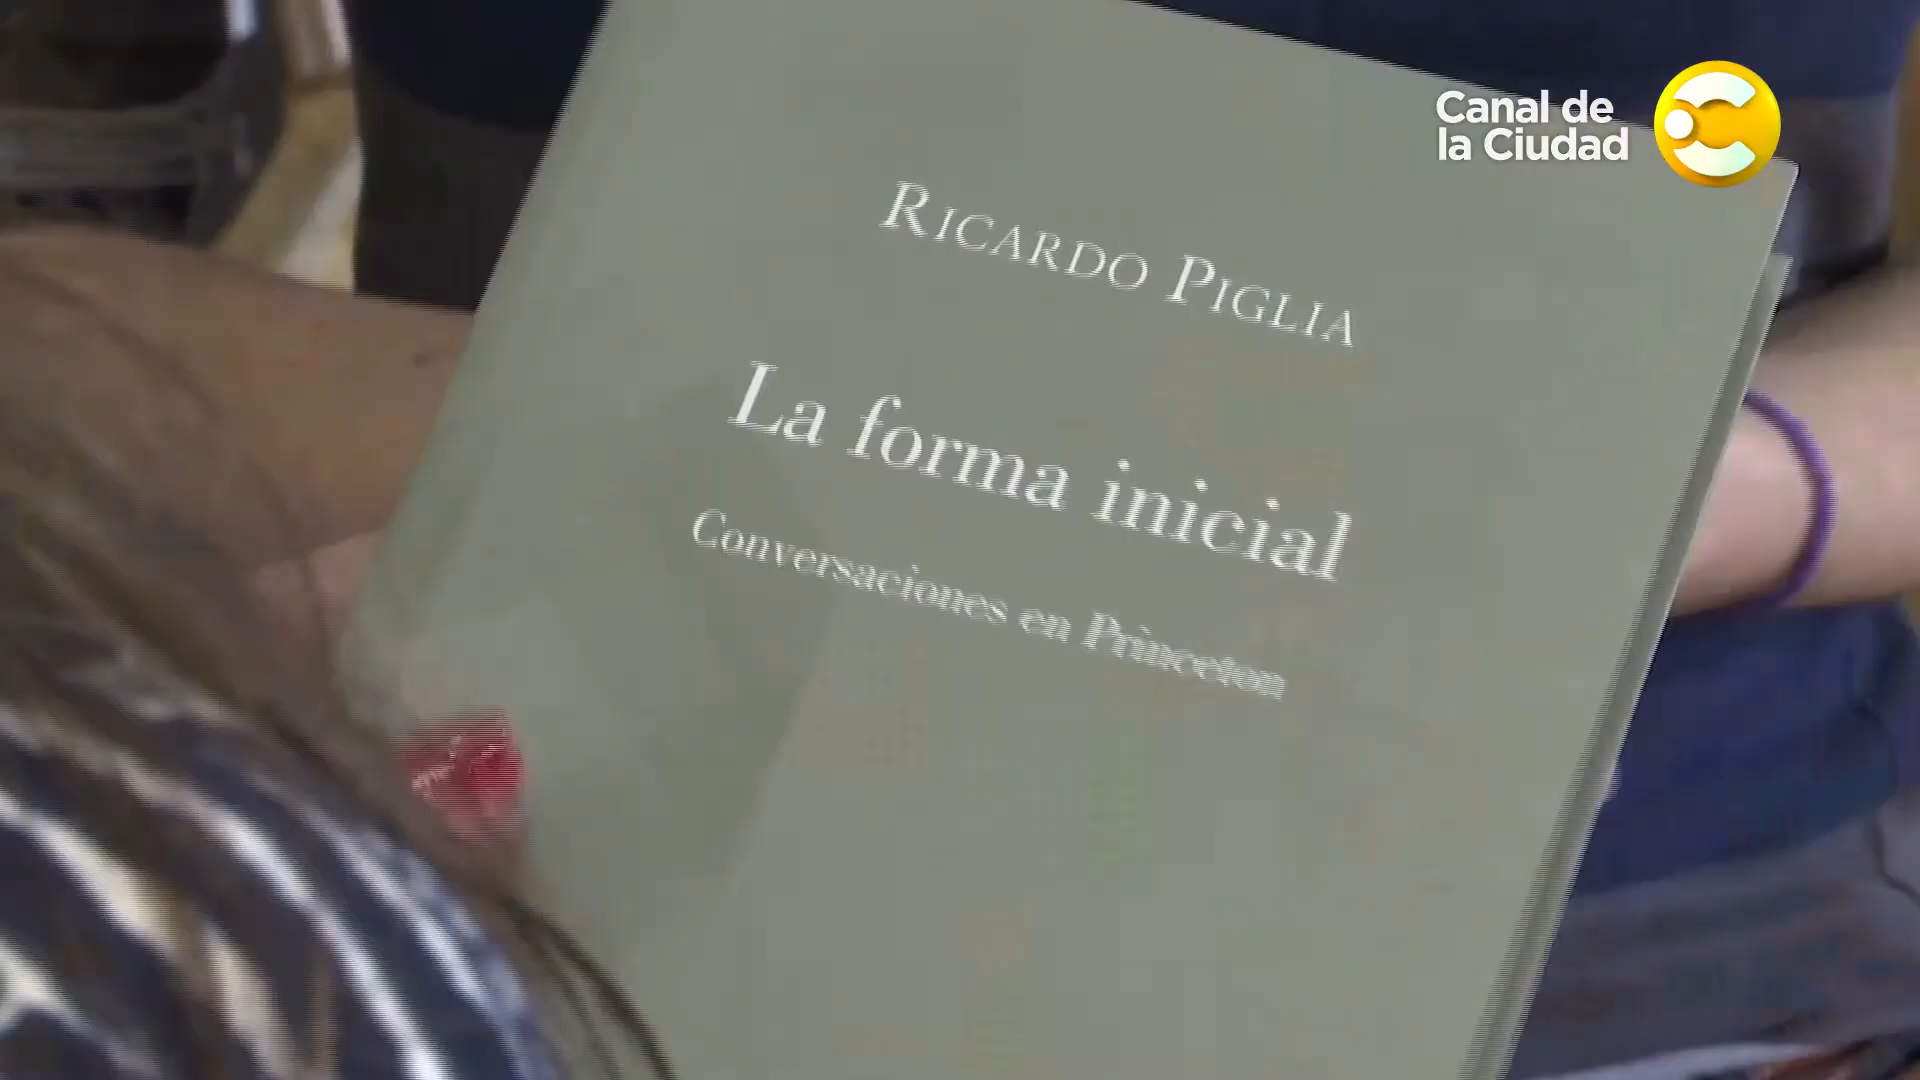 Canal de
la Ciudad
RICARDO PIGLIA
La forma inicial
Conversaciones en Princeton